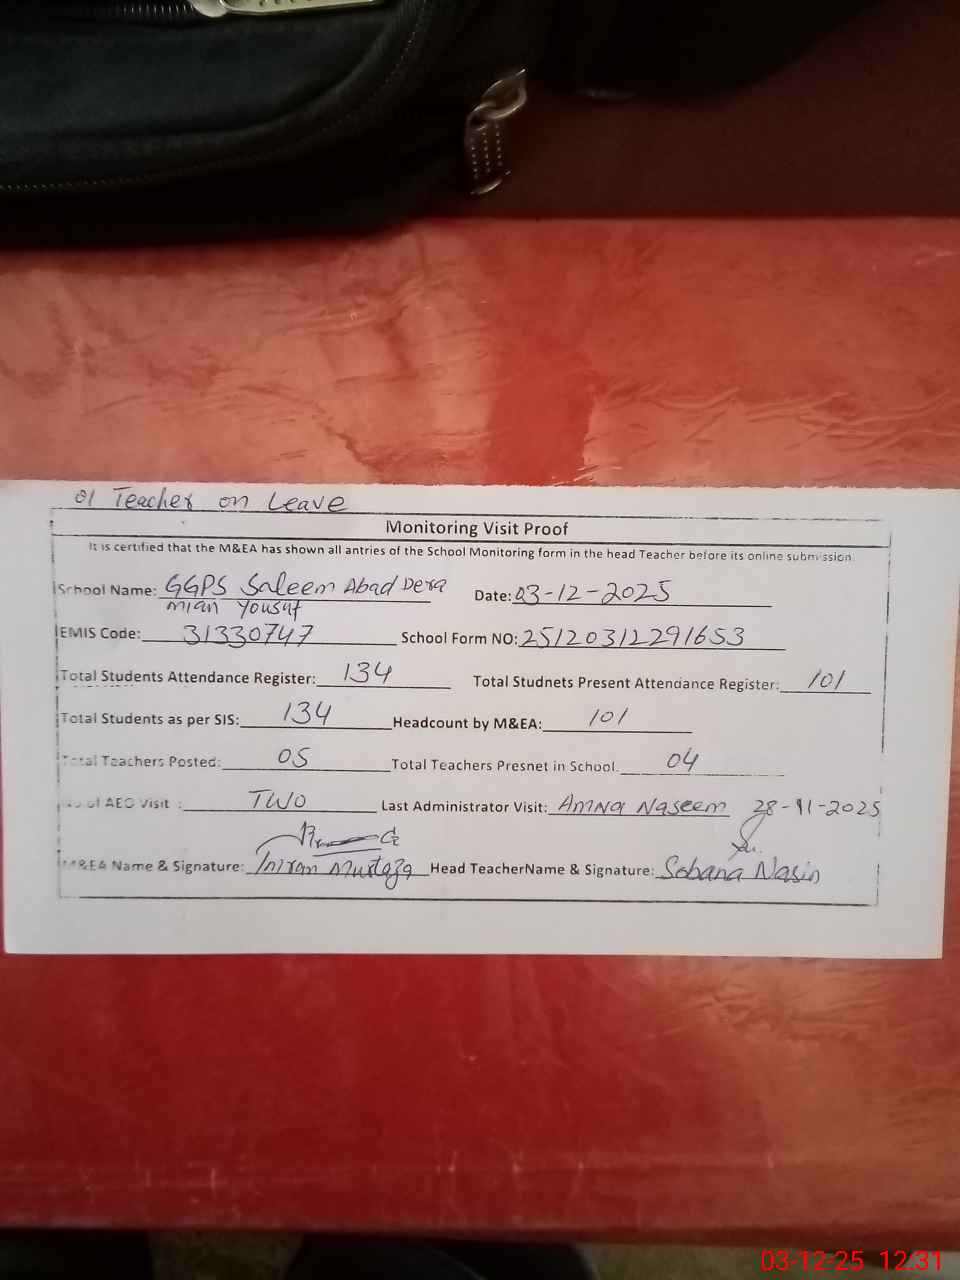 01 Teacher on Leave
Monitoring Visit Proof
It is certified that the M&EA has shown all antries of the School Monitoring form in the head Teacher before its online submission.
School Name: GGPS Saleem Abad Dera Date: 03-12-2025
mian Yousuf
EMIS Code: 31330747 School Form NO: 25120312291653
Total Students Attendance Register: 134 Total Studnets Present Attendance Register: 101
Total Students as per SIS: 134 Headcount by M&EA: 101
Total Teachers Posted: 05 Total Teachers Presnet in School. 04
No of AEO Visit : TWO Last Administrator Visit: Amna Naseem 28-11-2025
M&EA Name & Signature: Imran Murtaza Head TeacherName & Signature: Sobana Nasin
03-12-25 12:31